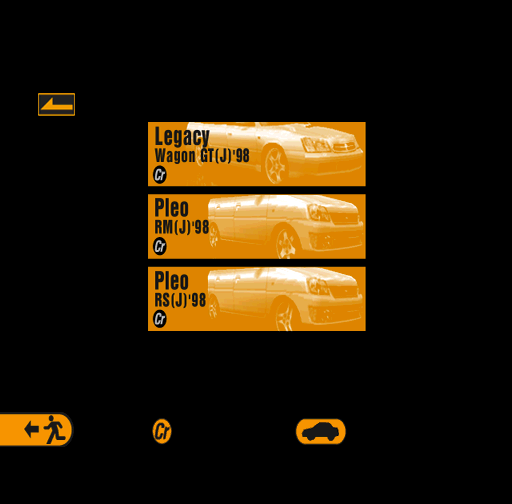 Legacy
Wagon GT(J)'98
Cr
Pleo
RM(J)'98
Cr
Pleo
RS(J)'98
Cr
Cr